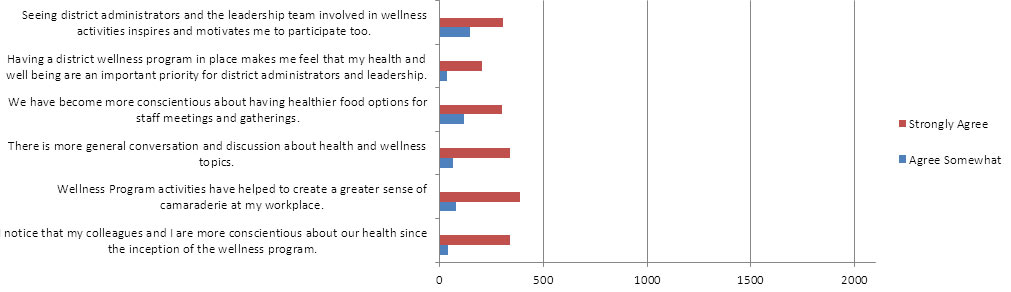 Seeing district administrators and the leadership team involved in wellness
activities inspires and motivates me to participate too.
Having a district wellness program in place makes me feel that my health and
well being are an important priority for district administrators and leadership.
We have become more conscientious about having healthier food options for
staff meetings and gatherings.
There is more general conversation and discussion about health and wellness
topics.
Wellness Program activities have helped to create a greater sense of
camaraderie at my workplace.
I notice that my colleagues and I are more conscientious about our health since
the inception of the wellness program.
0 500 1000 1500 2000
Strongly Agree
Agree Somewhat